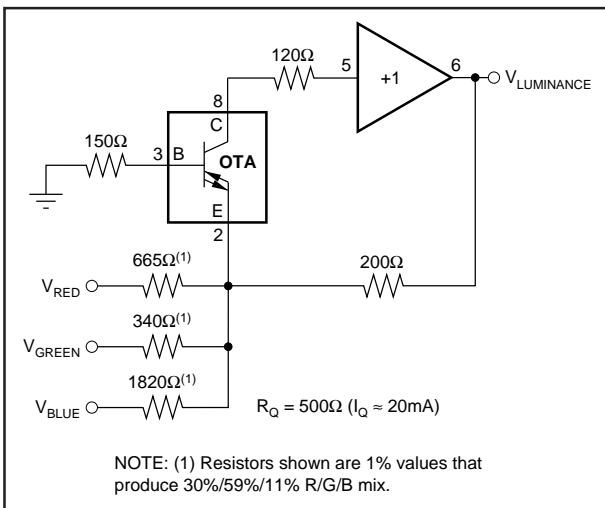 120Ω
5
+1
6
V_LUMINANCE
8
C
150Ω
3
B
OTA
E
2
665Ω(1)
200Ω
V_RED
340Ω(1)
V_GREEN
1820Ω(1)
V_BLUE
R_Q = 500Ω (I_Q ≈ 20mA)
NOTE: (1) Resistors shown are 1% values that
produce 30%/59%/11% R/G/B mix.